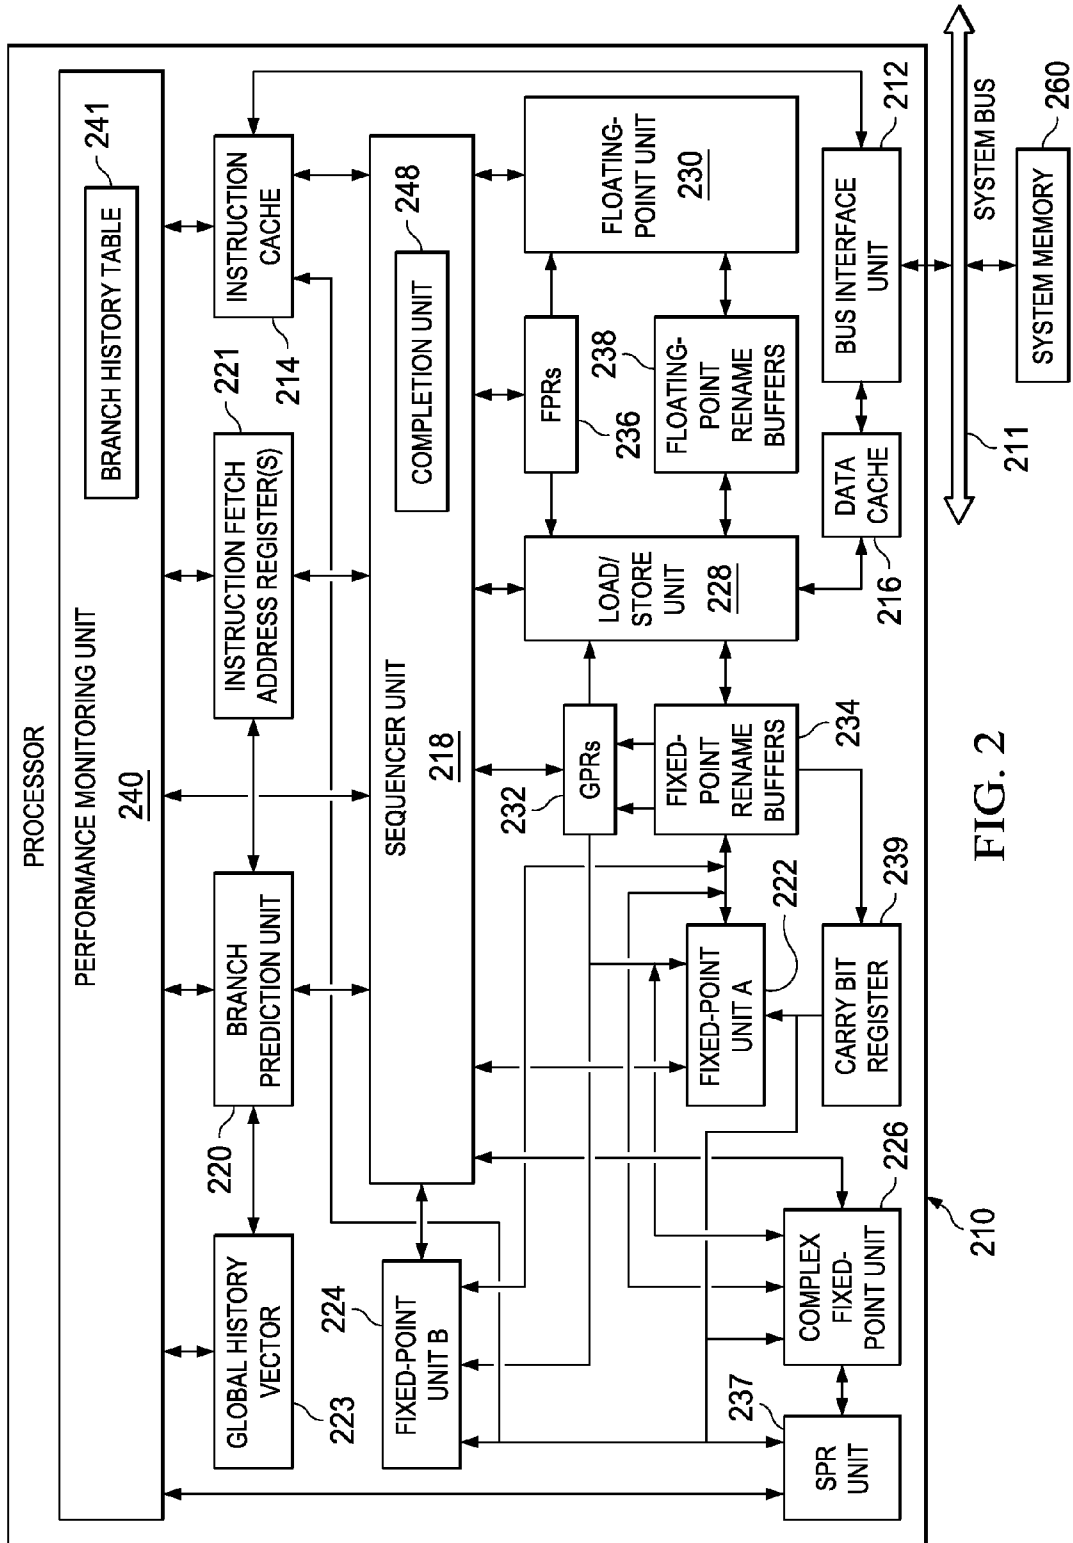 PROCESSOR
PERFORMANCE MONITORING UNIT
240
BRANCH HISTORY TABLE
241
GLOBAL HISTORY
VECTOR
223
BRANCH
PREDICTION UNIT
220
INSTRUCTION FETCH
ADDRESS REGISTER(S)
221
INSTRUCTION
CACHE
214
SEQUENCER UNIT
218
COMPLETION UNIT
248
224
FIXED-POINT
UNIT B
232
GPRs
FPRs
236
LOAD/
STORE
UNIT
228
FLOATING-
POINT UNIT
230
FIXED-
POINT
RENAME
BUFFERS
234
238
FLOATING-
POINT
RENAME
BUFFERS
FIXED-POINT
UNIT A
222
237
SPR
UNIT
COMPLEX
FIXED-
POINT UNIT
226
CARRY BIT
REGISTER
239
DATA
CACHE
216
BUS INTERFACE
UNIT
212
210
211
SYSTEM BUS
SYSTEM MEMORY
260
FIG. 2